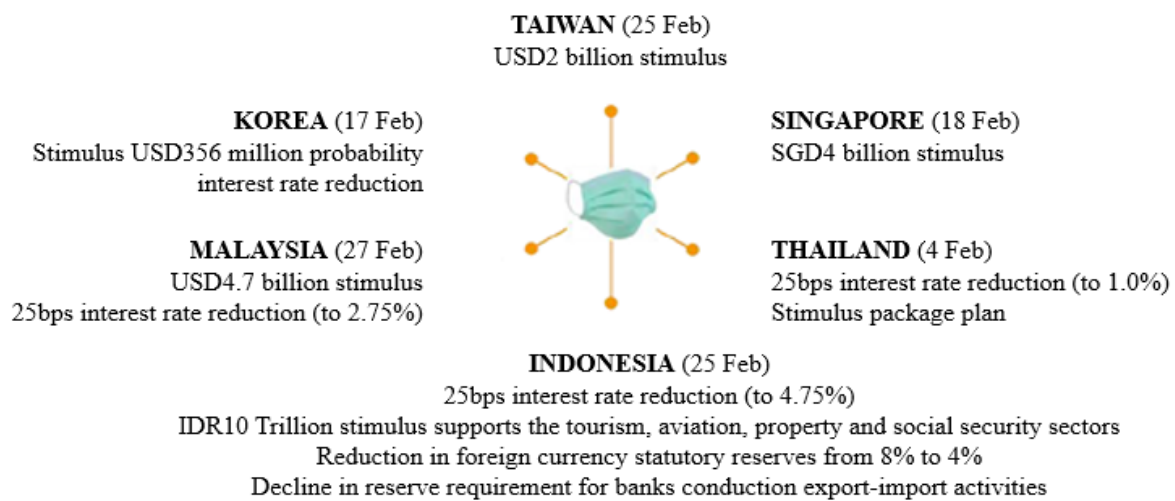 TAIWAN (25 Feb)
USD2 billion stimulus
KOREA (17 Feb)
Stimulus USD356 million probability
interest rate reduction
SINGAPORE (18 Feb)
SGD4 billion stimulus
MALAYSIA (27 Feb)
USD4.7 billion stimulus
25bps interest rate reduction (to 2.75%)
THAILAND (4 Feb)
25bps interest rate reduction (to 1.0%)
Stimulus package plan
INDONESIA (25 Feb)
25bps interest rate reduction (to 4.75%)
IDR10 Trillion stimulus supports the tourism, aviation, property and social security sectors
Reduction in foreign currency statutory reserves from 8% to 4%
Decline in reserve requirement for banks conduction export-import activities